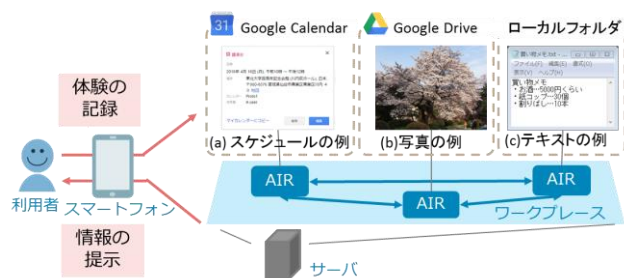 31 Google Calendar
Google Drive
ローカルフォルダ
体験の
記録
買い物メモ
・お酒…5000円くらい
・紙コップ…30個
・割りばし…10本
(a) スケジュールの例
(b)写真の例
(c)テキストの例
利用者
スマートフォン
AIR
AIR
AIR
ワークプレース
情報の
提示
サーバ